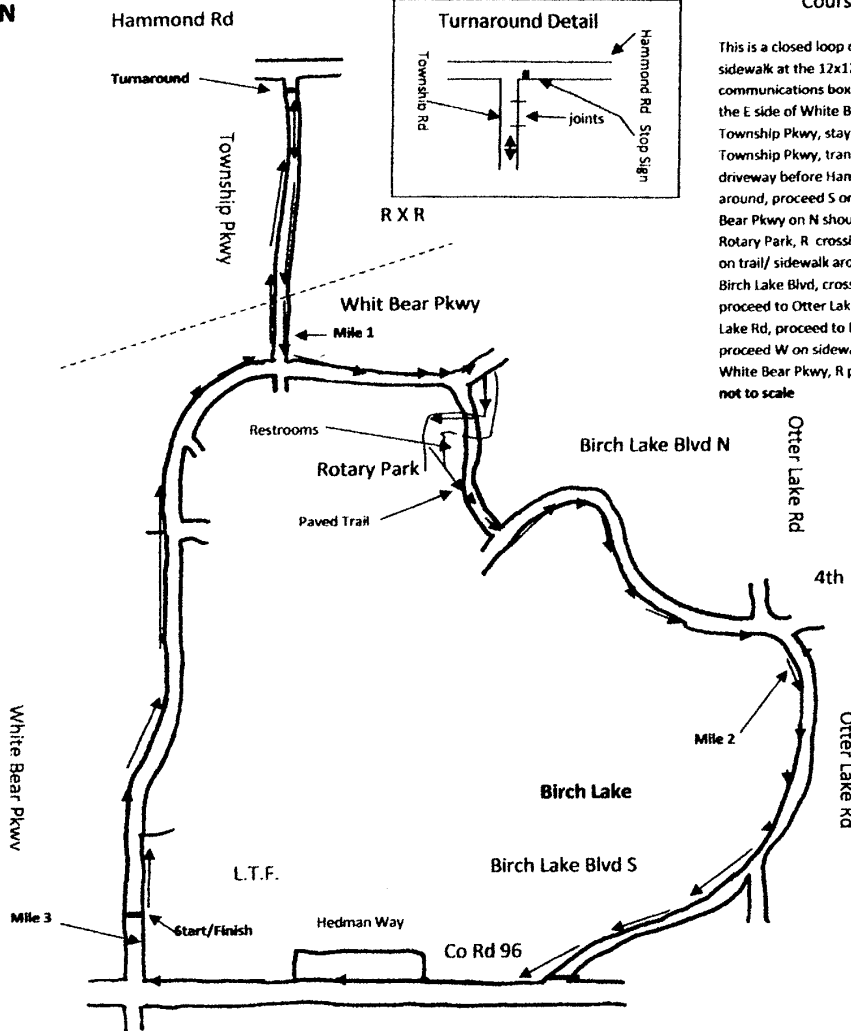 N
Hammond Rd
Turnaround
Township Pkwy
Turnaround Detail
Township Rd
Hammond Rd
joints
Stop Sign
R X R
Cours
This is a closed loop
sidewalk at the 12x1
communications box
the E side of White B
Township Pkwy, stay
Township Pkwy, tran
driveway before Ham
around, proceed S or
Bear Pkwy on N shou
Rotary Park, R cross
on trail/ sidewalk aro
Birch Lake Blvd, cros
proceed to Otter Lak
Lake Rd, proceed to
proceed W on sidew
White Bear Pkwy, R p
not to scale
Whit Bear Pkwy
Mile 1
Restrooms
Rotary Park
Paved Trail
Birch Lake Blvd N
Otter Lake Rd
4th
Mile 2
Otter Lake Rd
White Bear Pkwy
Birch Lake
Birch Lake Blvd S
L.T.F.
Mile 3
Start/Finish
Hedman Way
Co Rd 96